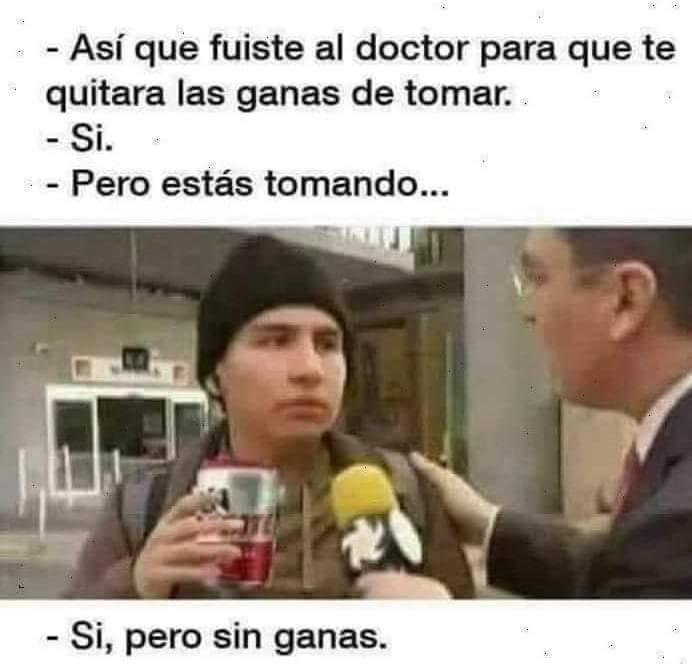 - Así que fuiste al doctor para que te
quitara las ganas de tomar.
- Si.
- Pero estás tomando...
- Si, pero sin ganas.